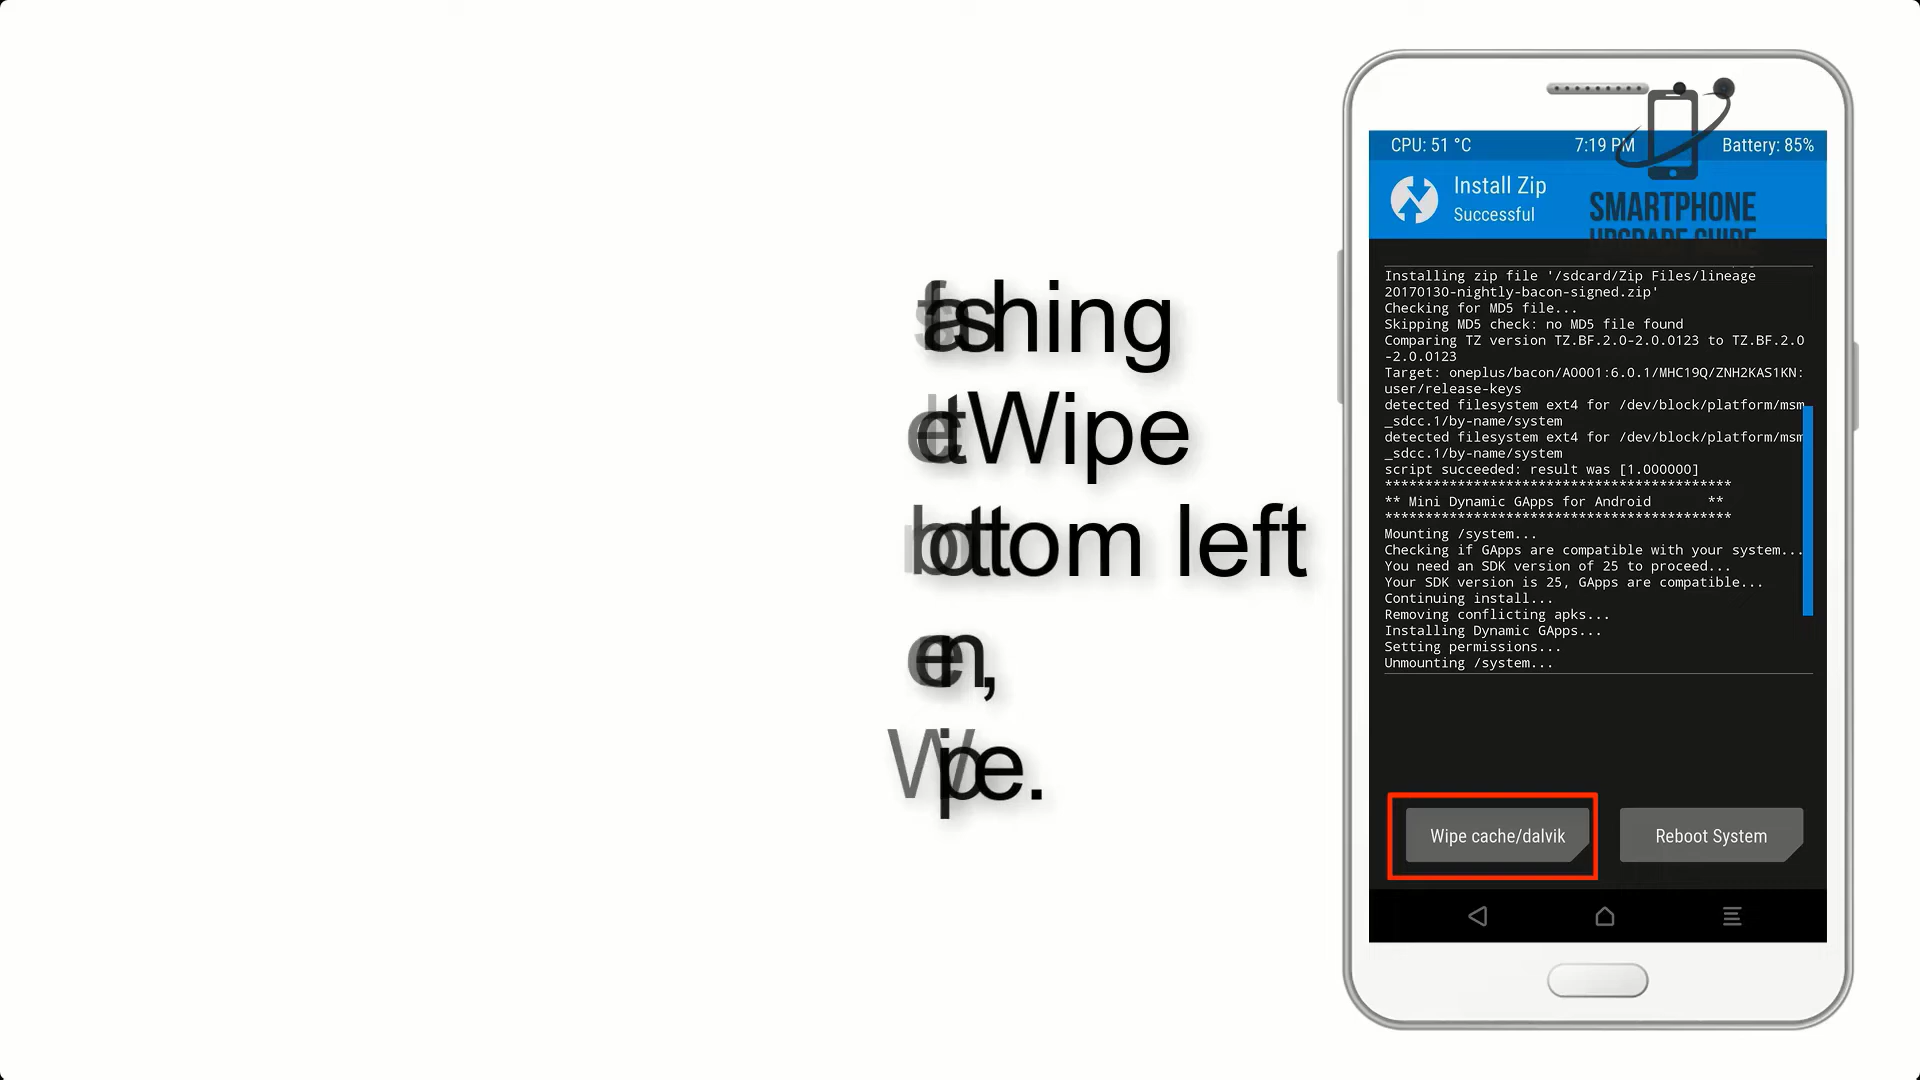 Wipe
bottom left
CPU: 51 °C 7:19 PM Battery: 85%
Install Zip
Successful
SMARTPHONE
UPGRADE GUIDE
Installing zip file '/sdcard/Zip Files/lineage
20170130-nightly-bacon-signed.zip'
Checking for MD5 file...
Skipping MD5 check: no MD5 file found
Comparing TZ version TZ.BF.2.0-2.0.0123 to TZ.BF.2.0
-2.0.0123
Target: oneplus/bacon/A0001:6.0.1/MHC19Q/ZNH2KAS1KN:
user/release-keys
detected filesystem ext4 for /dev/block/platform/msm
_sdcc.1/by-name/system
detected filesystem ext4 for /dev/block/platform/msm
_sdcc.1/by-name/system
script succeeded: result was [1.000000]
*******************************************
** Mini Dynamic GApps for Android **
*******************************************
Mounting /system...
Checking if GApps are compatible with your system...
You need an SDK version of 25 to proceed...
Your SDK version is 25, GApps are compatible...
Continuing install...
Removing conflicting apks...
Installing Dynamic GApps...
Setting permissions...
Unmounting /system...
Wipe cache/dalvik Reboot System